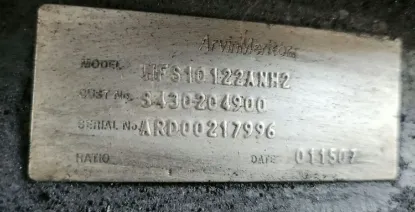 ArvinMeritor
MODEL MFS10122ANH2
CUST No. S430204900
SERIAL No. ARD00217996
RATIO DATE 011507